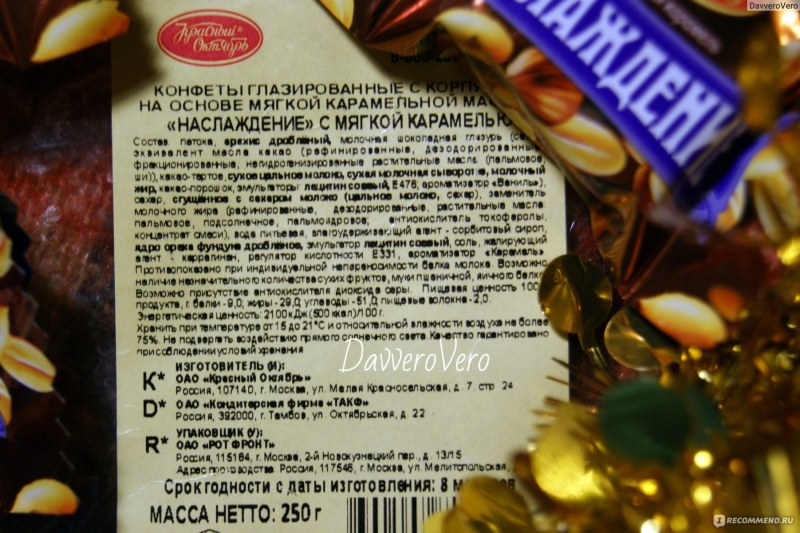 DavveroVero
Красный
Октябрь
НАСЛАЖДЕНИ
КОНФЕТЫ ГЛАЗИРОВАННЫЕ С
НА ОСНОВЕ МЯГКОЙ КАРАМЕЛЬНОЙ
«НАСЛАЖДЕНИЕ» С МЯГКОЙ КАРАМЕЛЬЮ
Состав: патока, арахис дроблёный, молочная шоколадная глазурь
эквивалент масла какао (рафинированные, дезодорированные
фракционированные, негидрогенизированные растительные масла (пальмовое,
ши)), какао-тертое, сухое цельное молоко, сухая молочная сыворотка, молочный
жир, какао-порошок, эмульгаторы: лецитин соевый, Е476, ароматизатор «Ваниль»),
сахар, сгущённое с сахаром молоко (цельное молоко, сахар), заменитель
молочного жира (рафинированные, дезодорированные, растительные масла:
пальмовое, подсолнечное, пальмоядровое, антиокислитель токоферолы,
концентрат смеси), вода питьевая, влагоудерживающий агент - сорбитовый сироп,
ядро ореха фундука дроблёное, эмульгатор лецитин соевый, соль, желирующий
агент - каррагинан, регулятор кислотности Е331, ароматизатор «Карамель».
Противопоказано при индивидуальной непереносимости белка молока. Возможно
наличие незначительного количества сухих фруктов, муки пшеничной, яичного белка.
Возможно присутствие антиокислителя диоксида серы. Пищевая ценность 100
продукта, г: белки - 9,0; жиры - 29,0; углеводы - 51,0; пищевые волокна - 2,0.
Энергетическая ценность: 2100 кДж (500 ккал)/100 г.
Хранить при температуре от 15 до 21°С и относительной влажности воздуха не более
75%. Не подвергать воздействию прямого солнечного света. Качество гарантировано
при соблюдении условий хранения.
DavveroVero
ИЗГОТОВИТЕЛЬ (И):
К* ОАО «Красный Октябрь»
Россия, 107140, г. Москва, ул. Малая Красносельская, д. 7, стр. 24
D* ОАО «Кондитерская фирма «ТАКФ»
Россия, 392000, г. Тамбов, ул. Октябрьская, д. 22
УПАКОВЩИК (У):
R* ОАО «РОТ ФРОНТ»
Россия, 115184, г. Москва, 2-й Новокузнецкий пер., д. 13/15
Адрес производства: Россия, 117546, г. Москва, ул. Мелитопольская,
Срок годности с даты изготовления: 8
МАССА НЕТТО: 250 г
IRECOMMEND.RU